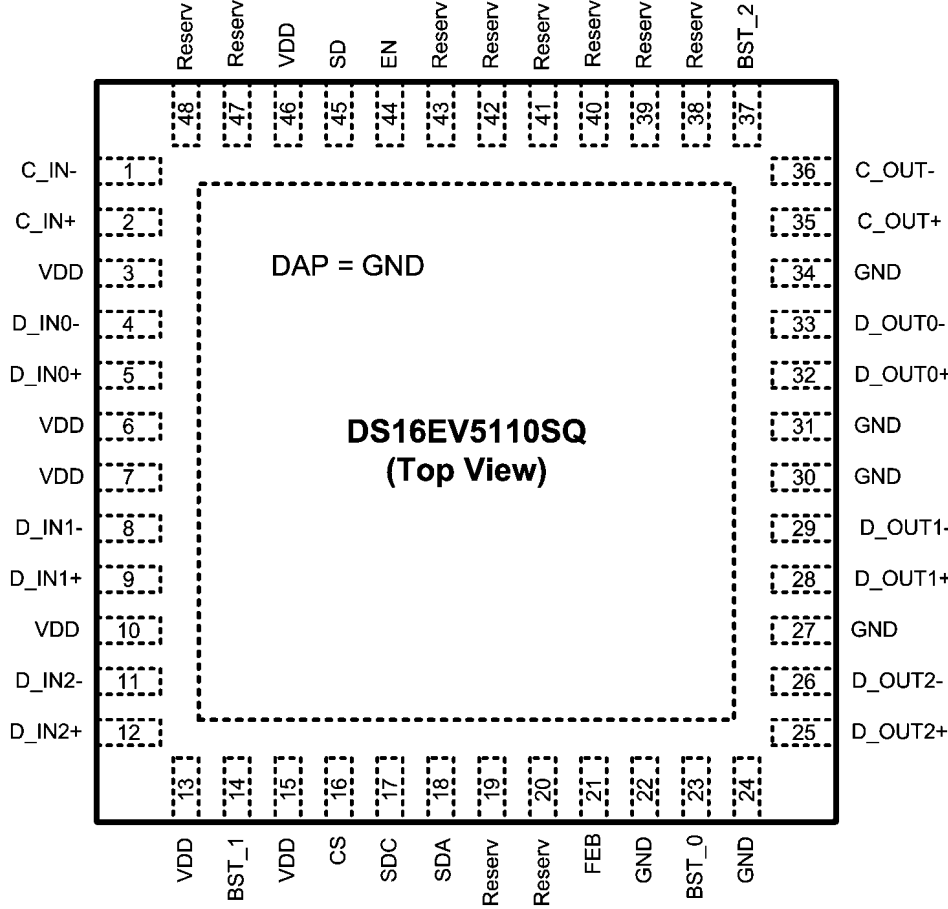 Reserv
Reserv
VDD
SD
EN
Reserv
Reserv
Reserv
Reserv
Reserv
Reserv
BST_2
48
47
46
45
44
43
42
41
40
39
38
37
C_IN- 1
36 C_OUT-
C_IN+ 2
35 C_OUT+
VDD 3
34 GND
DAP = GND
D_IN0- 4
33 D_OUT0-
D_IN0+ 5
32 D_OUT0+
VDD 6
31 GND
DS16EV5110SQ
(Top View)
VDD 7
30 GND
D_IN1- 8
29 D_OUT1-
D_IN1+ 9
28 D_OUT1+
VDD 10
27 GND
D_IN2- 11
26 D_OUT2-
D_IN2+ 12
25 D_OUT2+
13
14
15
16
17
18
19
20
21
22
23
24
VDD
BST_1
VDD
CS
SDC
SDA
Reserv
Reserv
FEB
GND
BST_0
GND